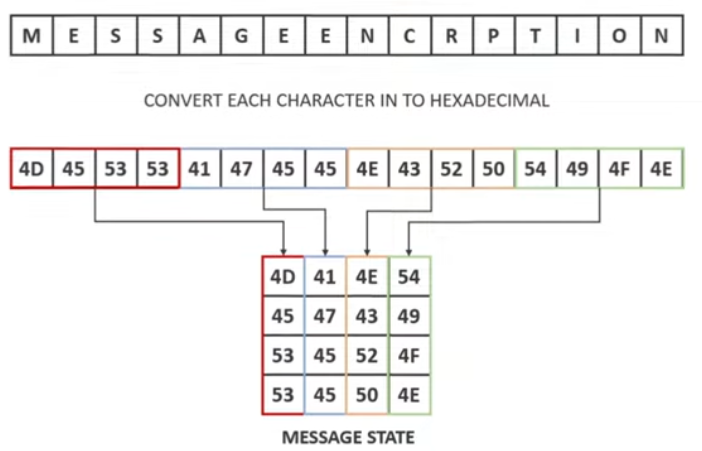 M E S S A G E E N C R P T I O N
CONVERT EACH CHARACTER IN TO HEXADECIMAL
4D 45 53 53 41 47 45 45 4E 43 52 50 54 49 4F 4E
4D 41 4E 54
45 47 43 49
53 45 52 4F
53 45 50 4E
MESSAGE STATE